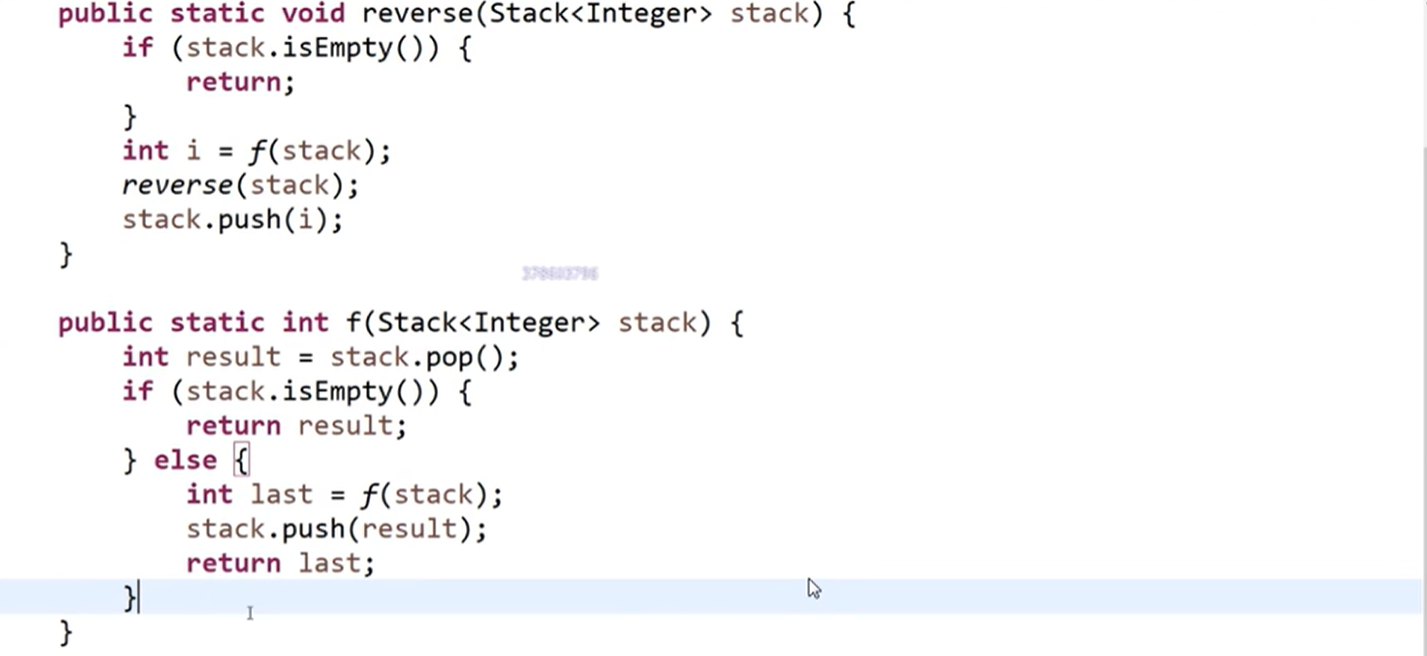 public static void reverse(Stack<Integer> stack) {
    if (stack.isEmpty()) {
        return;
    }
    int i = f(stack);
    reverse(stack);
    stack.push(i);
}
public static int f(Stack<Integer> stack) {
    int result = stack.pop();
    if (stack.isEmpty()) {
        return result;
    } else {
        int last = f(stack);
        stack.push(result);
        return last;
    }
}